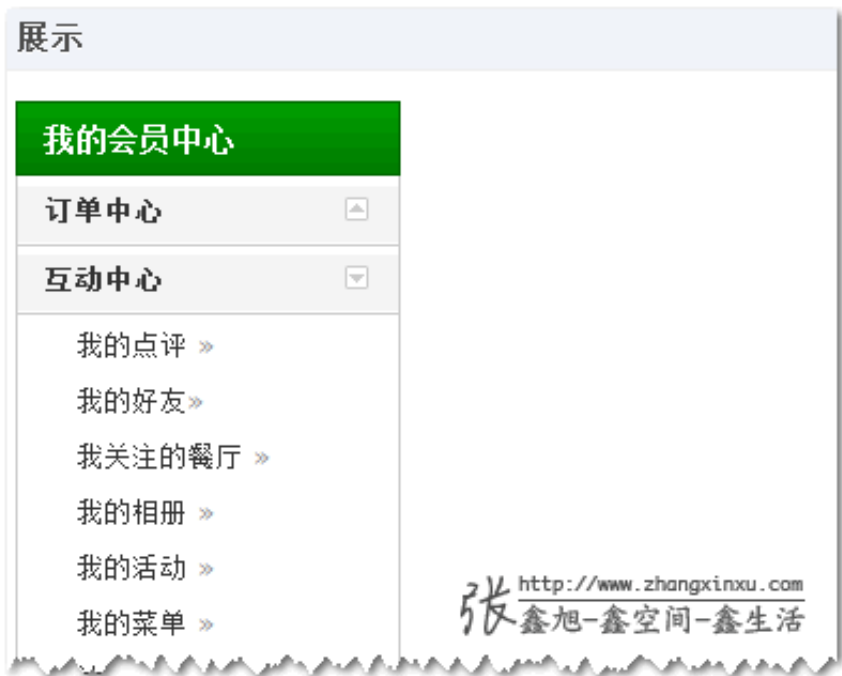 展示
我的会员中心
订单中心
互动中心
我的点评 »
我的好友»
我关注的餐厅 »
我的相册 »
我的活动 »
我的菜单 »
http://www.zhangxinxu.com
张鑫旭-鑫空间-鑫生活